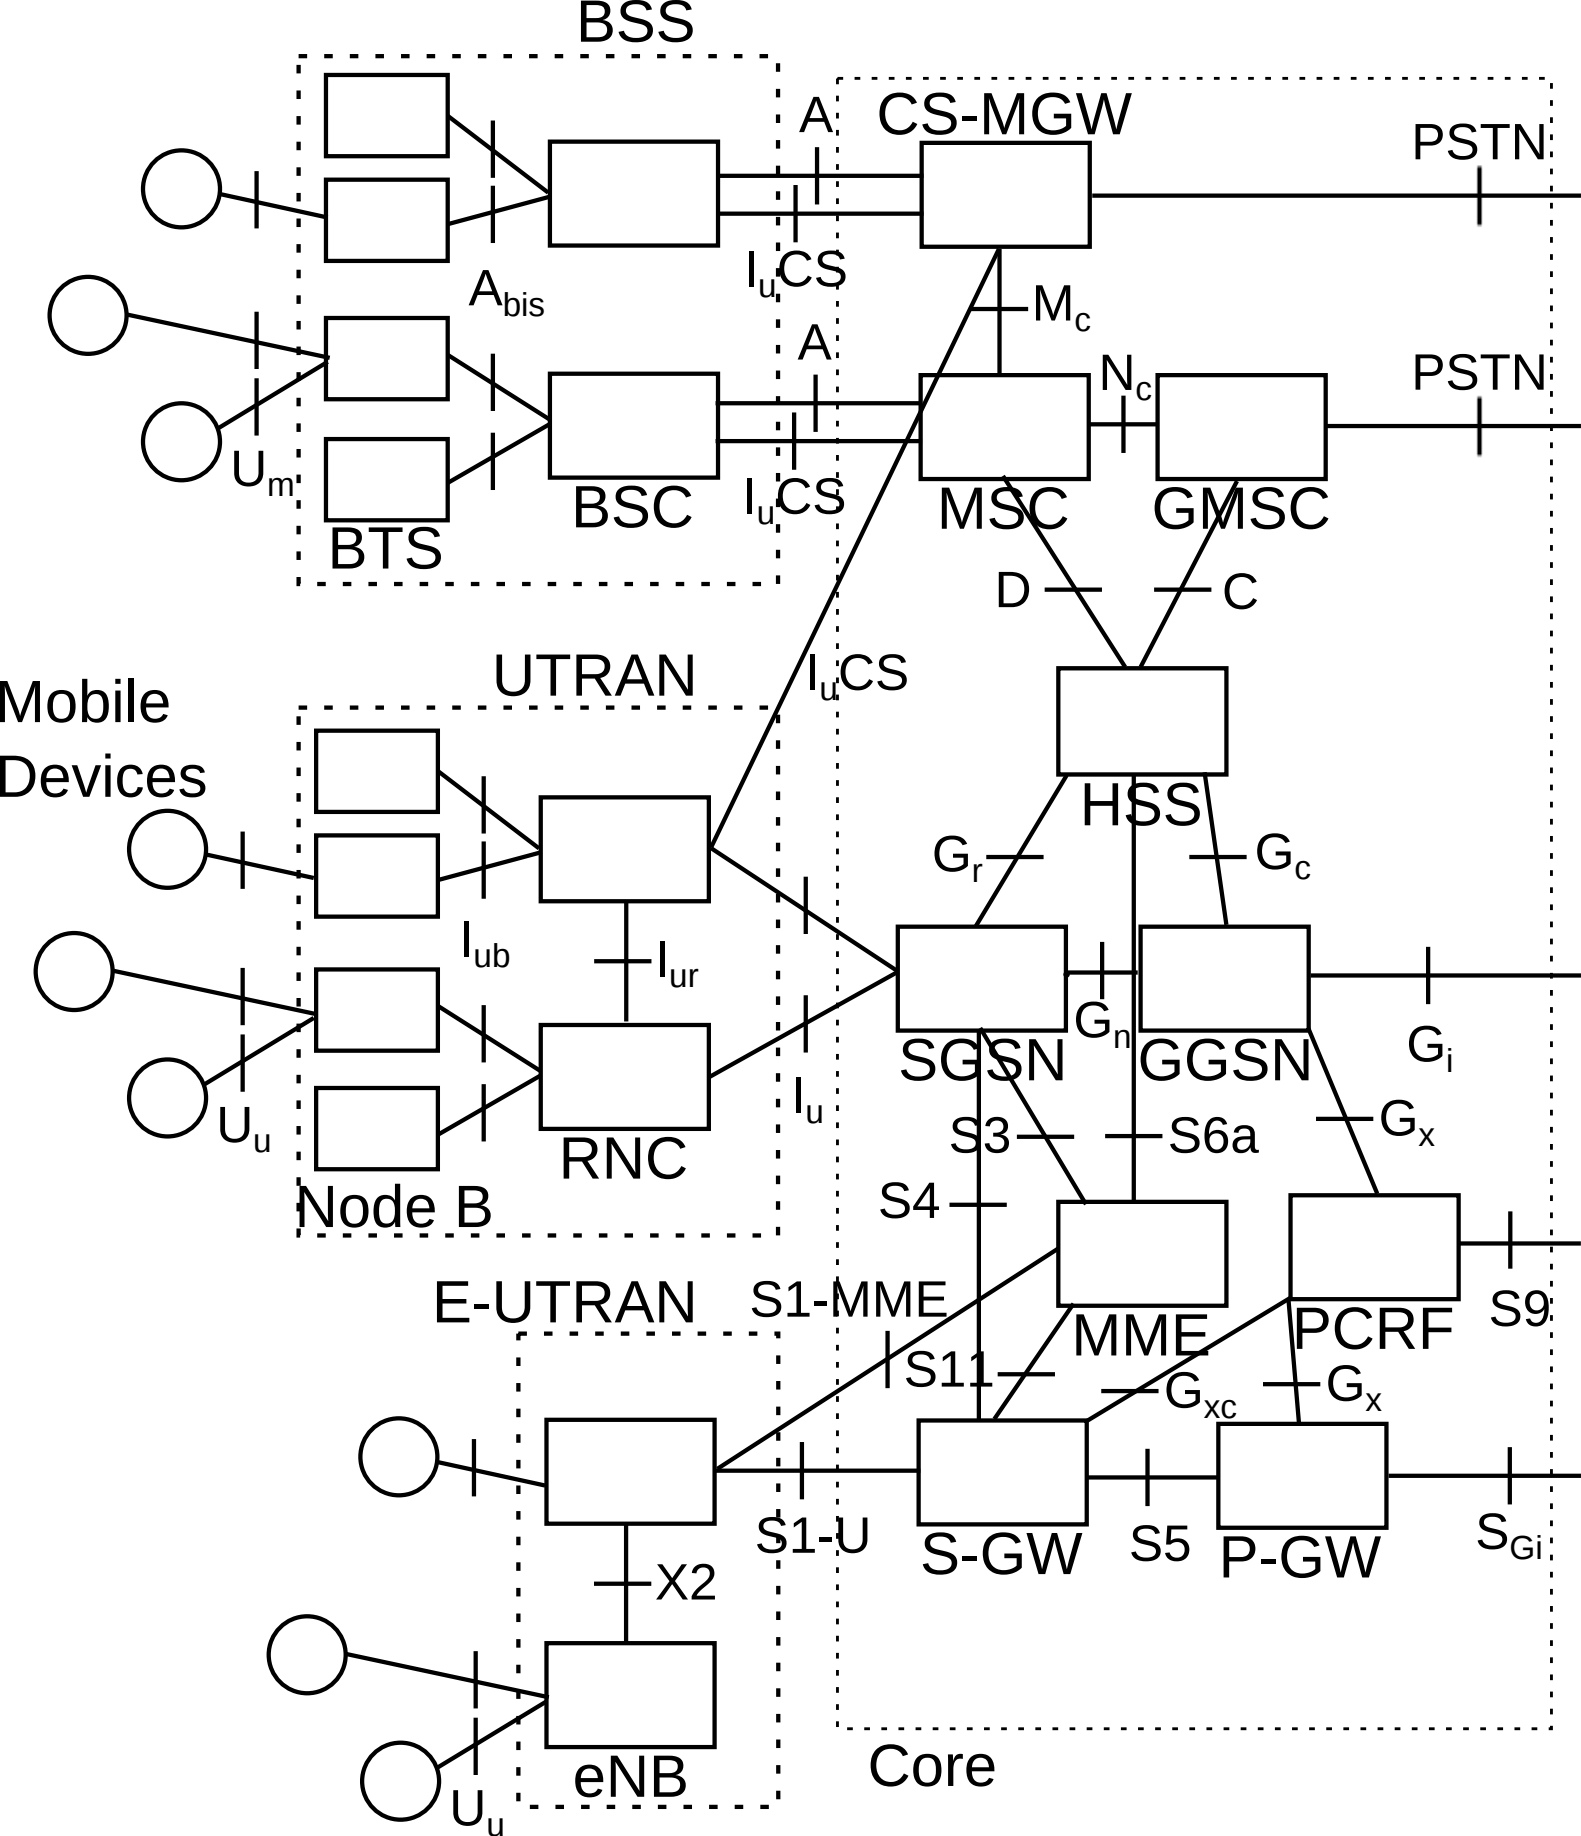 BSS
A
CS-MGW
PSTN
IuCS
Abis
Mc
A
Nc
PSTN
Um
IuCS
BSC
MSC
GMSC
BTS
D
C
UTRAN
IuCS
Mobile
Devices
HSS
Gr
Gc
Iub
Iur
Gn
Gi
SGSN
GGSN
Iu
Uu
Gx
S3
S6a
RNC
Node B
S4
E-UTRAN
S1-MME
S9
MME
PCRF
S11
Gxc
Gx
S1-U
S-GW
S5
P-GW
SGi
X2
eNB
Core
Uu